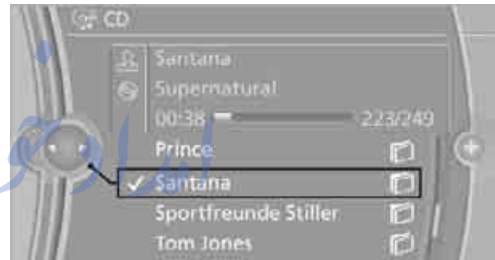 CD
Santana
Supernatural
00:38 223/249
Prince
Santana
Sportfreunde Stiller
Tom Jones